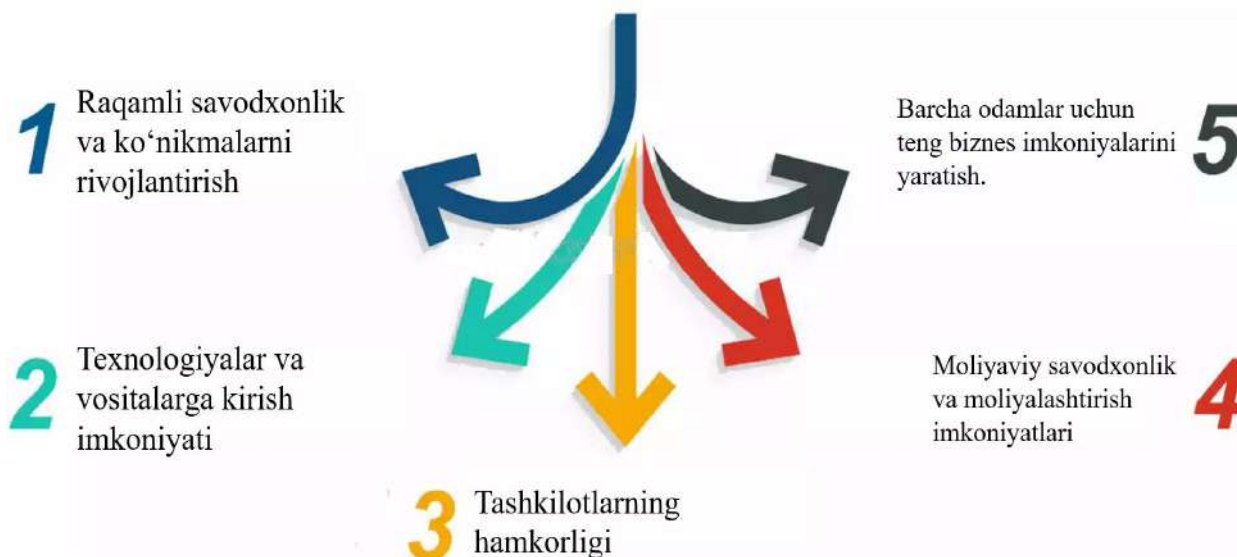 1
Raqamli savodxonlik
va ko‘nikmalarni
rivojlantirish
2
Texnologiyalar va
vositalarga kirish
imkoniyati
3
Tashkilotlarning
hamkorligi
4
Moliyaviy savodxonlik
va moliyalashtirish
imkoniyatlari
5
Barcha odamlar uchun
teng biznes imkoniyalarini
yaratish.